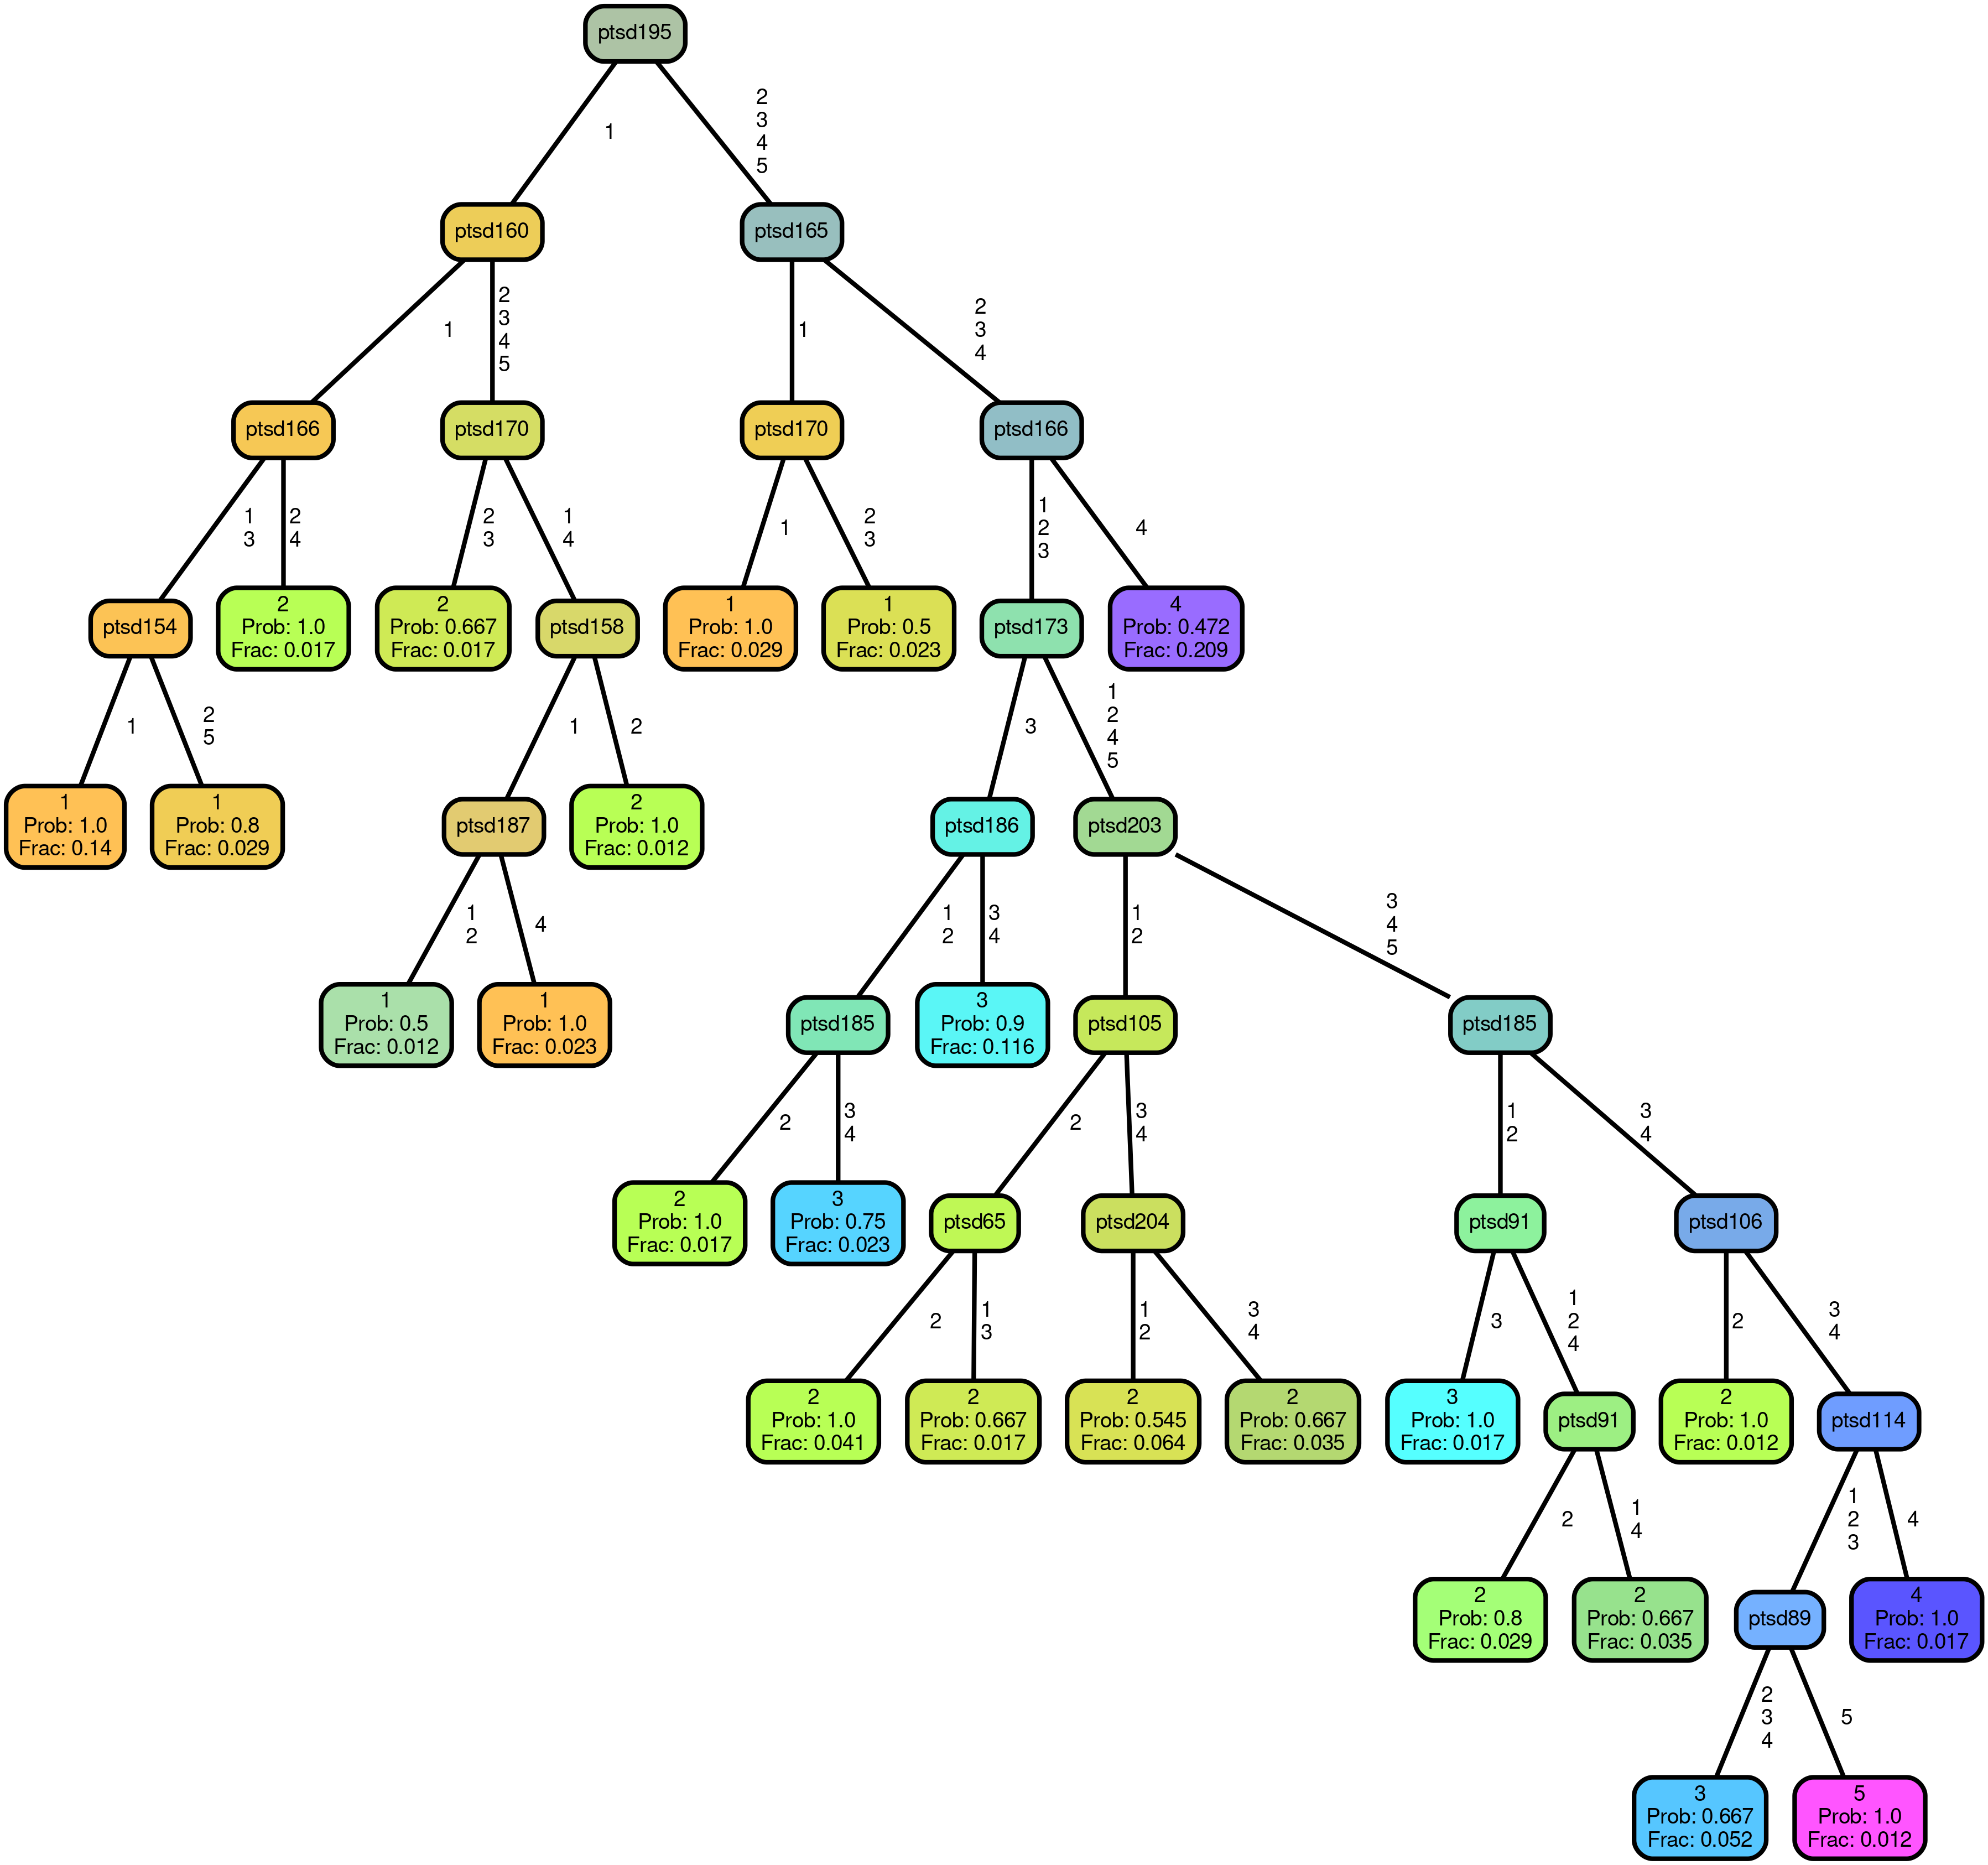 ptsd195
1
2
3
4
5
ptsd160
ptsd165
1
2
3
4
5
1
2
3
4
ptsd166
ptsd170
ptsd170
ptsd166
1
3
2
4
2
3
1
4
1
2
3
1
2
3
4
ptsd154
2
Prob: 1.0
Frac: 0.017
2
Prob: 0.667
Frac: 0.017
ptsd158
1
Prob: 1.0
Frac: 0.029
1
Prob: 0.5
Frac: 0.023
ptsd173
4
Prob: 0.472
Frac: 0.209
1
2
5
1
2
3
1
2
4
5
1
Prob: 1.0
Frac: 0.14
1
Prob: 0.8
Frac: 0.029
ptsd187
2
Prob: 1.0
Frac: 0.012
ptsd186
ptsd203
1
2
4
1
2
3
4
1
2
3
4
5
1
Prob: 0.5
Frac: 0.012
1
Prob: 1.0
Frac: 0.023
ptsd185
3
Prob: 0.9
Frac: 0.116
ptsd105
ptsd185
2
3
4
2
3
4
1
2
3
4
2
Prob: 1.0
Frac: 0.017
3
Prob: 0.75
Frac: 0.023
ptsd65
ptsd204
ptsd91
ptsd106
2
1
3
1
2
3
4
3
1
2
4
2
3
4
2
Prob: 1.0
Frac: 0.041
2
Prob: 0.667
Frac: 0.017
2
Prob: 0.545
Frac: 0.064
2
Prob: 0.667
Frac: 0.035
3
Prob: 1.0
Frac: 0.017
ptsd91
2
Prob: 1.0
Frac: 0.012
ptsd114
2
1
4
1
2
3
4
2
Prob: 0.8
Frac: 0.029
2
Prob: 0.667
Frac: 0.035
ptsd89
4
Prob: 1.0
Frac: 0.017
2
3
4
5
3
Prob: 0.667
Frac: 0.052
5
Prob: 1.0
Frac: 0.012